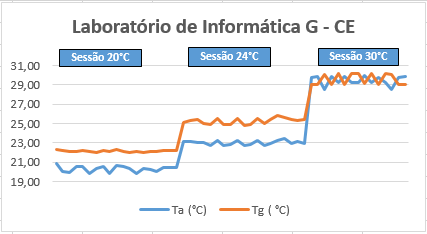 Laboratório de Informática G - CE
Sessão 20°C Sessão 24°C Sessão 30°C
31,00
29,00
27,00
25,00
23,00
21,00
19,00
Ta (°C) Tg ( °C)